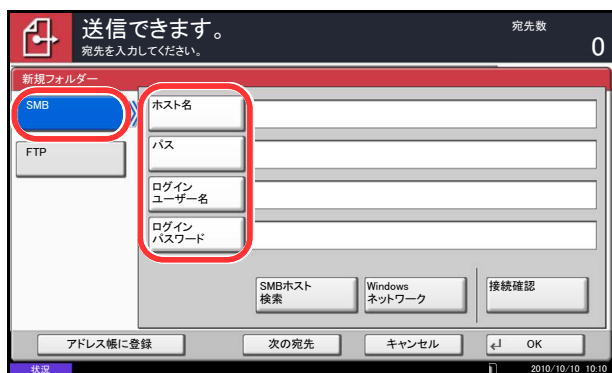 送信できます。
宛先を入力してください。
宛先数
0
新規フォルダー
SMB
FTP
ホスト名
パス
ログイン
ユーザー名
ログイン
パスワード
SMBホスト
検索
Windows
ネットワーク
接続確認
アドレス帳に登録
次の宛先
キャンセル
OK
状況
2010/10/10 10:10